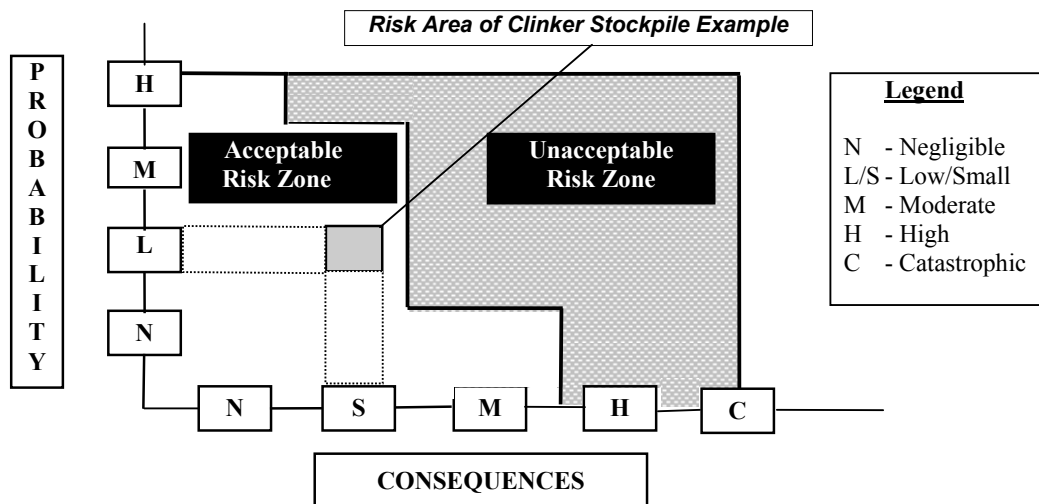 Risk Area of Clinker Stockpile Example
P
R
O
B
A
B
I
L
I
T
Y
H
M
L
N
Acceptable
Risk Zone
Unacceptable
Risk Zone
Legend
N - Negligible
L/S - Low/Small
M - Moderate
H - High
C - Catastrophic
N
S
M
H
C
CONSEQUENCES